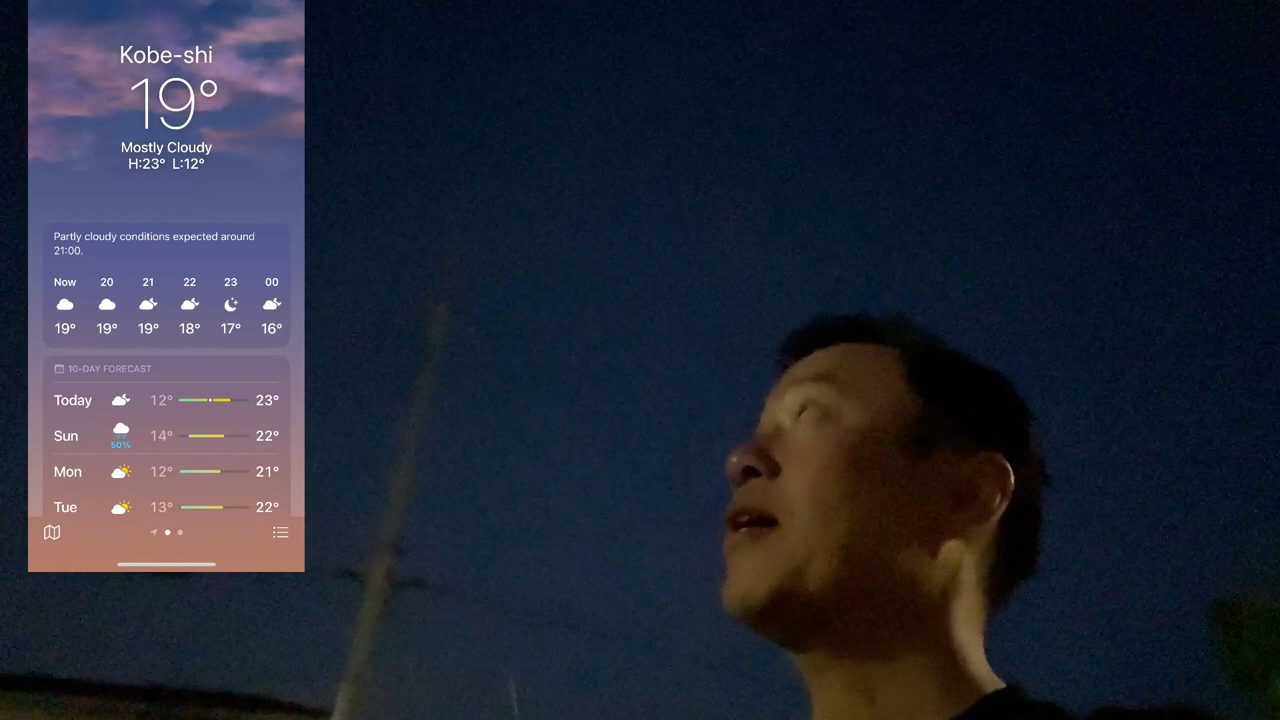 Kobe-shi
19°
Mostly Cloudy
H:23° L:12°
Partly cloudy conditions expected around
21:00.
Now 20 21 22 23 00
19° 19° 19° 18° 17° 16°
10-DAY FORECAST
Today 12° 23°
Sun 50% 14° 22°
Mon 12° 21°
Tue 13° 22°